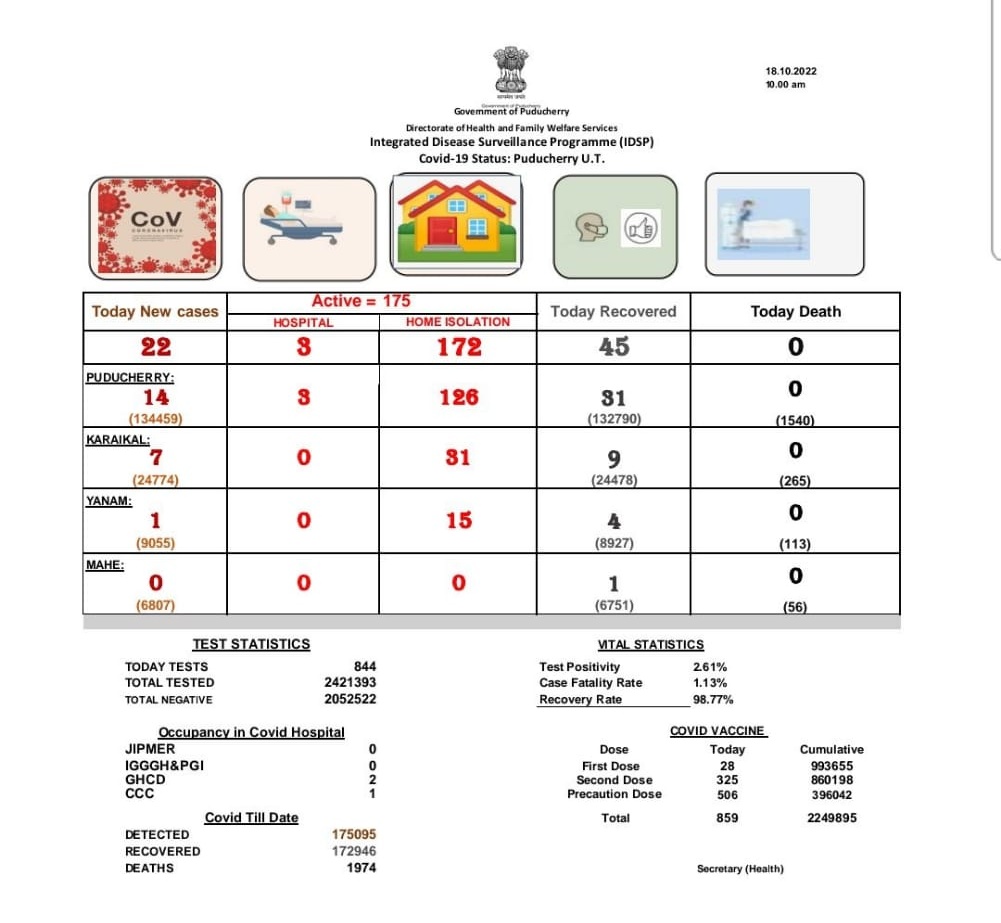 18.10.2022
10.00 am
Government of Puducherry
Government of Puducherry
Directorate of Health and Family Welfare Services
Integrated Disease Surveillance Programme (IDSP)
Covid-19 Status: Puducherry U.T.
CoV
CORONAVIRUS
Today New cases
Active = 175
HOSPITAL
HOME ISOLATION
Today Recovered
Today Death
22 3 172 45 0
PUDUCHERRY:
14 3 126 31 0
(134459) (132790) (1540)
KARAIKAL:
7 0 31 9 0
(24774) (24478) (265)
YANAM:
1 0 15 4 0
(9055) (8927) (113)
MAHE:
0 0 0 1 0
(6807) (6751) (56)
TEST STATISTICS
TODAY TESTS 844
TOTAL TESTED 2421393
TOTAL NEGATIVE 2052522
VITAL STATISTICS
Test Positivity 2.61%
Case Fatality Rate 1.13%
Recovery Rate 98.77%
Occupancy in Covid Hospital
JIPMER 0
IGGGH&PGI 0
GHCD 2
CCC 1
COVID VACCINE
Dose Today Cumulative
First Dose 28 993655
Second Dose 325 860198
Precaution Dose 506 396042
Total 859 2249895
Covid Till Date
DETECTED 175095
RECOVERED 172946
DEATHS 1974
Secretary (Health)